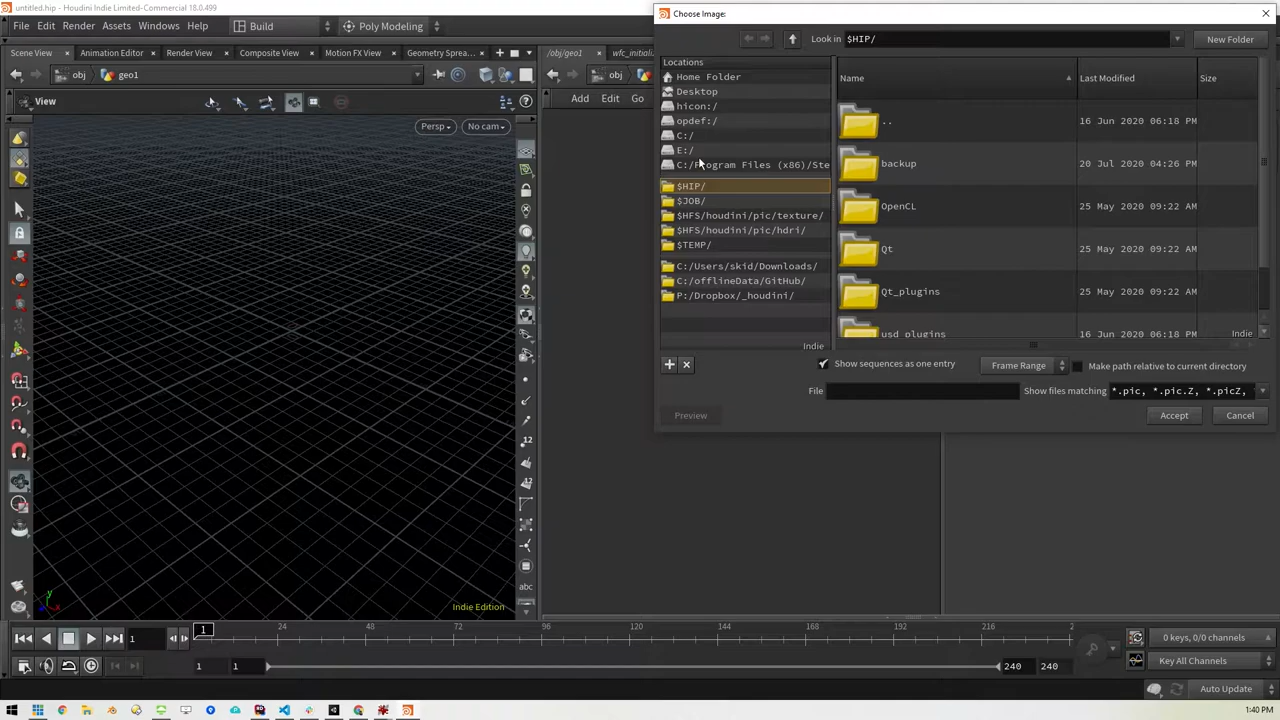 untitled.hip - Houdini Indie Limited-Commercial 18.0.499
File Edit Render Assets Windows Help Build Poly Modeling
Scene View Animation Editor Render View Composite View Motion FX View Geometry Sprea...
obj geo1
View
Persp No cam
Indie Edition
/obj/geo1 wfc_initiali
obj
Add Edit Go
Choose Image:
Look in $HIP/ New Folder
Locations
Home Folder
Desktop
hicon:/
opdef:/
C:/
E:/
C:/Program Files (x86)/Ste
$HIP/
$JOB/
$HFS/houdini/pic/texture/
$HFS/houdini/pic/hdri/
$TEMP/
C:/Users/skid/Downloads/
C:/offlineData/GitHub/
P:/Dropbox/_houdini/
Indie
Name Last Modified Size
.. 16 Jun 2020 06:18 PM
backup 20 Jul 2020 04:26 PM
OpenCL 25 May 2020 09:22 AM
Qt 25 May 2020 09:22 AM
Qt_plugins 25 May 2020 09:22 AM
usd_plugins 16 Jun 2020 06:18 PM
Indie
Show sequences as one entry Frame Range Make path relative to current directory
File Show files matching *.pic, *.pic.Z, *.picZ,
Preview Accept Cancel
12
12
abc
y
x
1 24 48 72 96 120 144 168 192 216 2
1
0 keys, 0/0 channels
1 1 240 240
Key All Channels
Auto Update
1:40 PM